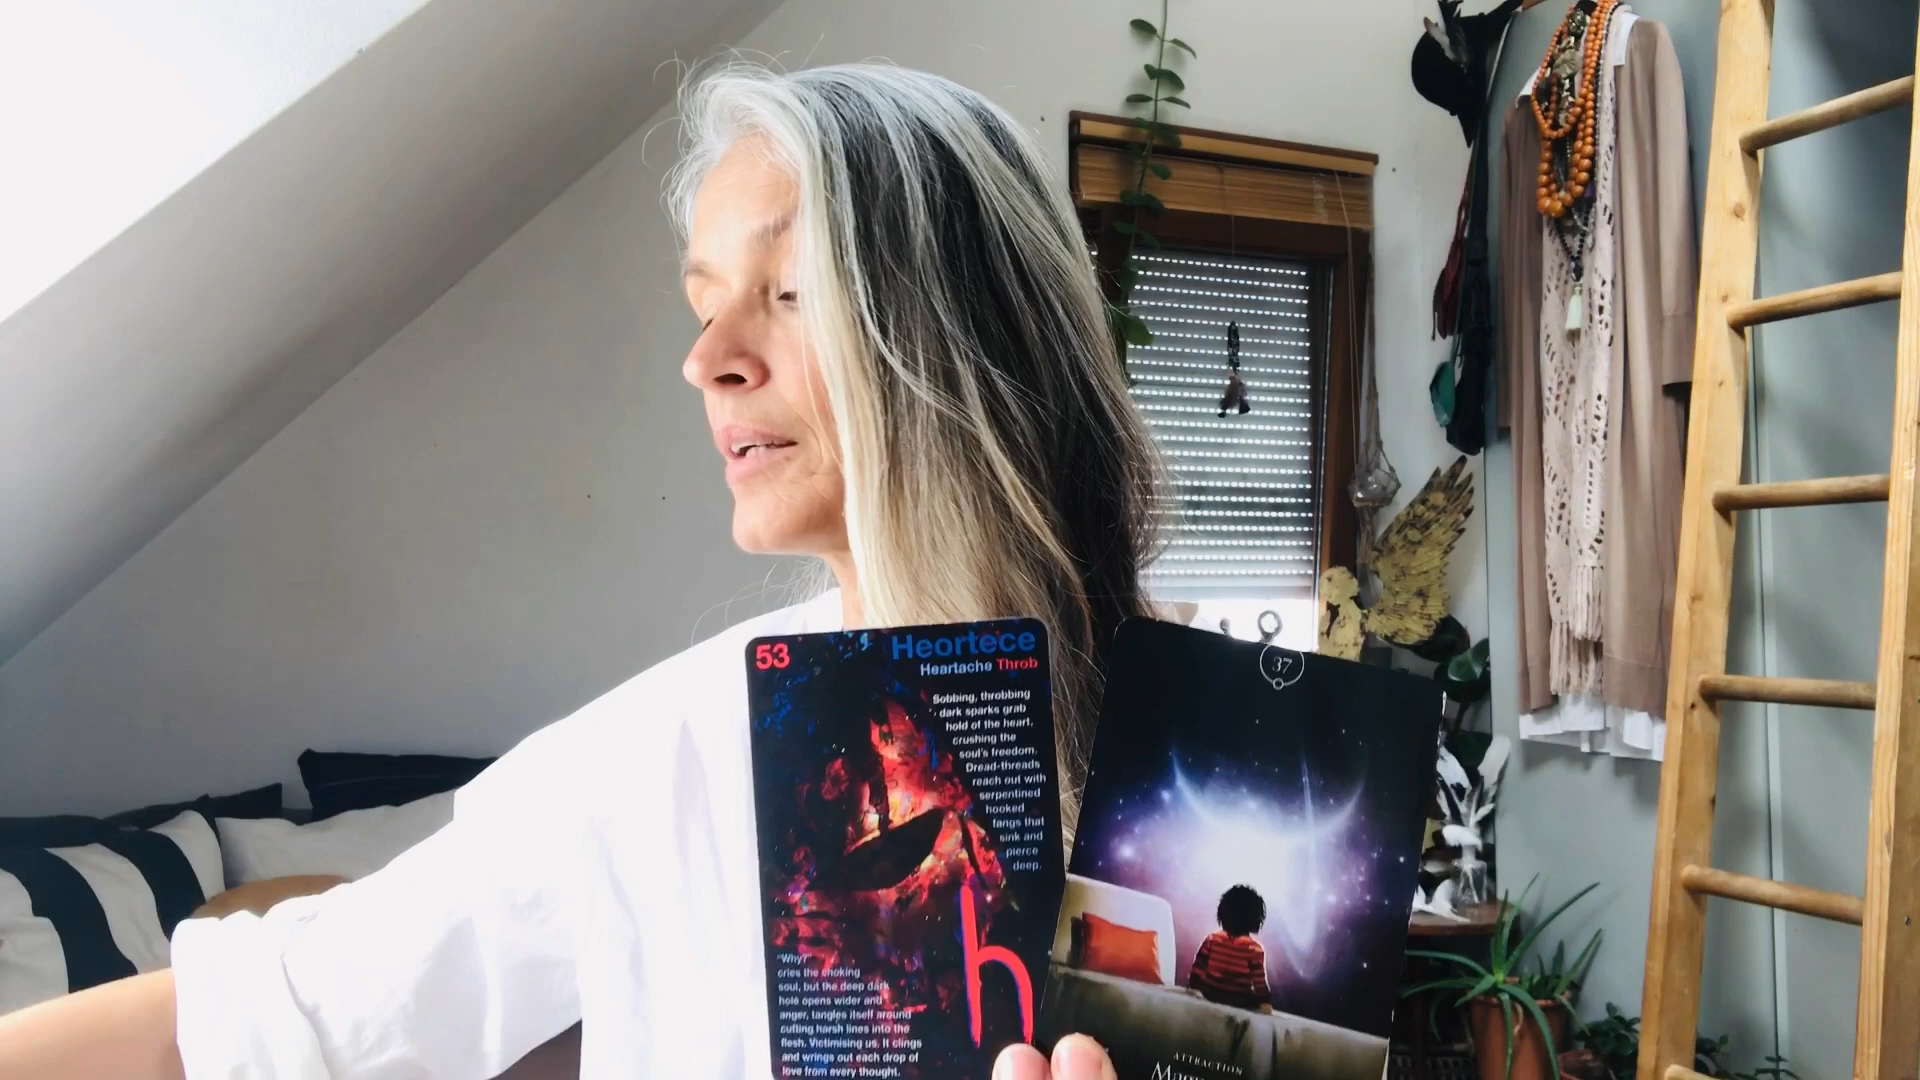 53
Heortece
Heartache Throb
Sobbing, throbbing
dark sparks grab
hold of the heart,
crushing the
soul's freedom.
Dread-threads
reach out with
serpentined
hooked
fangs that
sink and
pierce
deep.
h
"Why?"
cries the choking
soul, but the deep dark
hole opens wider and
anger, tangles itself around
cutting harsh lines into the
flesh. Victimising us. It clings
and wrings out each drop of
love from every thought.
37
ATTRACTION